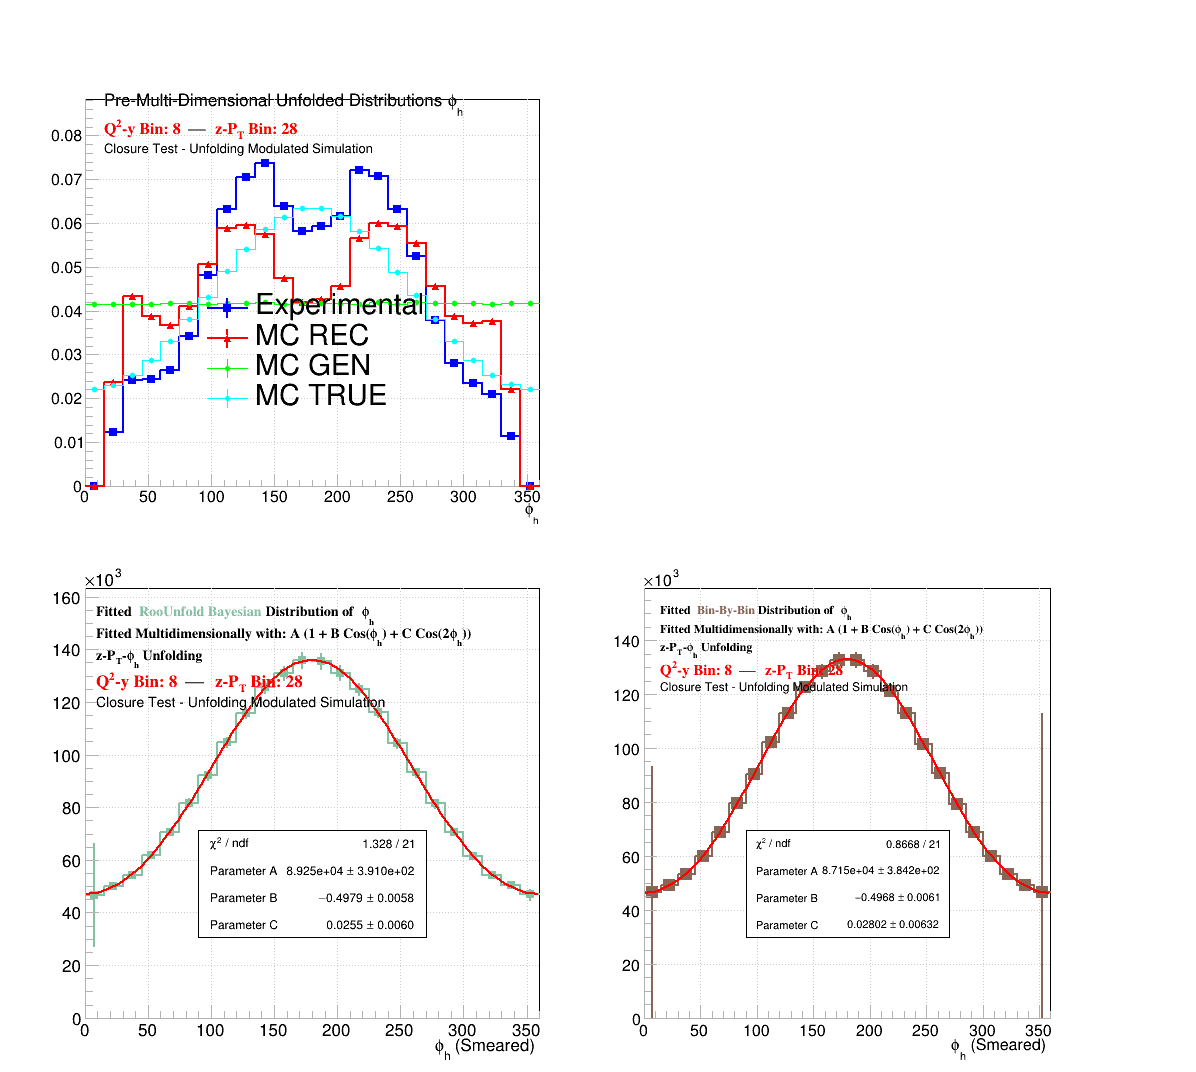 Pre-Multi-Dimensional Unfolded Distributions ϕh
Q²-y Bin: 8 — z-PT Bin: 28
Closure Test - Unfolding Modulated Simulation
0.08
0.07
0.06
0.05
0.04
0.03
0.02
0.01
0
Experimental
MC REC
MC GEN
MC TRUE
0 50 100 150 200 250 300 350
ϕh
×10³
160
140
120
100
80
60
40
20
0
Fitted RooUnfold Bayesian Distribution of ϕh
Fitted Multidimensionally with: A (1 + B Cos(ϕh) + C Cos(2ϕh))
z-PT-ϕh Unfolding
Q²-y Bin: 8 — z-PT Bin: 28
Closure Test - Unfolding Modulated Simulation
χ² / ndf 1.328 / 21
Parameter A 8.925e+04 ± 3.910e+02
Parameter B −0.4979 ± 0.0058
Parameter C 0.0255 ± 0.0060
0 50 100 150 200 250 300 350
ϕh (Smeared)
×10³
140
120
100
80
60
40
20
0
Fitted Bin-By-Bin Distribution of ϕh
Fitted Multidimensionally with: A (1 + B Cos(ϕh) + C Cos(2ϕh))
z-PT-ϕh Unfolding
Q²-y Bin: 8 — z-PT Bin: 28
Closure Test - Unfolding Modulated Simulation
χ² / ndf 0.8668 / 21
Parameter A 8.715e+04 ± 3.842e+02
Parameter B −0.4968 ± 0.0061
Parameter C 0.02802 ± 0.00632
0 50 100 150 200 250 300 350
ϕh (Smeared)